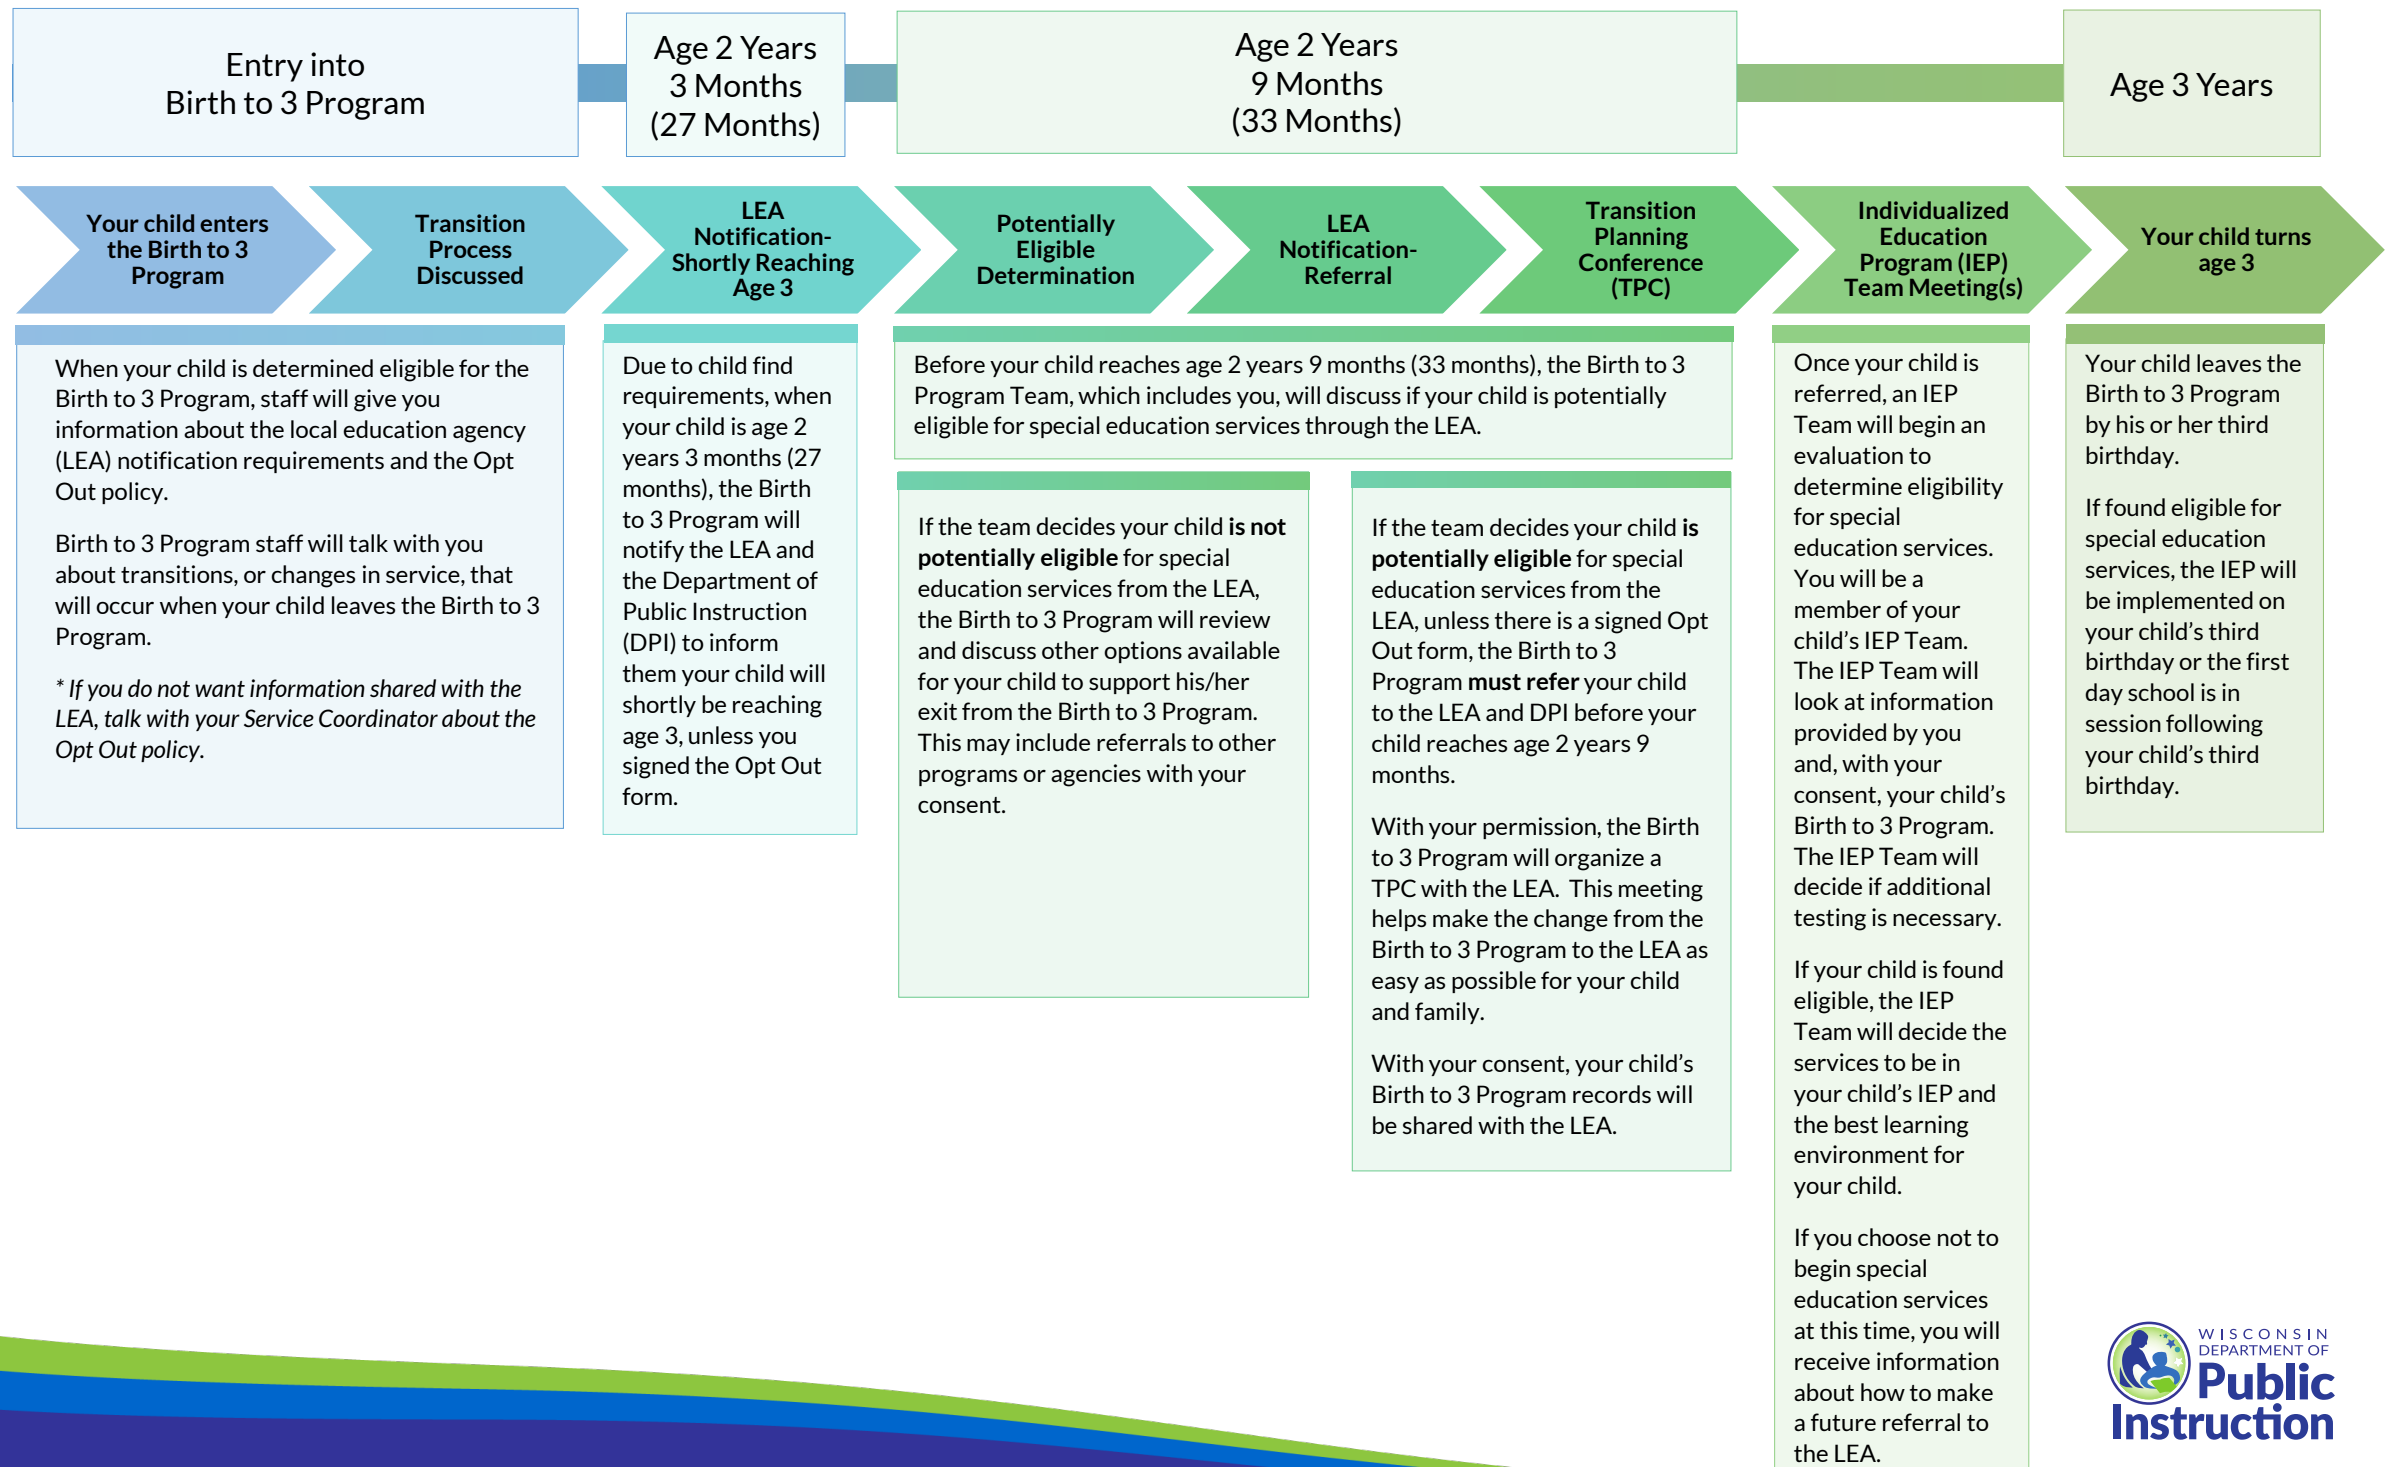 Entry into
Birth to 3 Program
Age 2 Years
3 Months
(27 Months)
Age 2 Years
9 Months
(33 Months)
Age 3 Years
Your child enters
the Birth to 3
Program
Transition
Process
Discussed
LEA
Notification-
Shortly Reaching
Age 3
Potentially
Eligible
Determination
LEA
Notification-
Referral
Transition
Planning
Conference
(TPC)
Individualized
Education
Program (IEP)
Team Meeting(s)
Your child turns
age 3
When your child is determined eligible for the
Birth to 3 Program, staff will give you
information about the local education agency
(LEA) notification requirements and the Opt
Out policy.
Birth to 3 Program staff will talk with you
about transitions, or changes in service, that
will occur when your child leaves the Birth to 3
Program.
* If you do not want information shared with the
LEA, talk with your Service Coordinator about the
Opt Out policy.
Due to child find
requirements, when
your child is age 2
years 3 months (27
months), the Birth
to 3 Program will
notify the LEA and
the Department of
Public Instruction
(DPI) to inform
them your child will
shortly be reaching
age 3, unless you
signed the Opt Out
form.
Before your child reaches age 2 years 9 months (33 months), the Birth to 3
Program Team, which includes you, will discuss if your child is potentially
eligible for special education services through the LEA.
If the team decides your child is not
potentially eligible for special
education services from the LEA,
the Birth to 3 Program will review
and discuss other options available
for your child to support his/her
exit from the Birth to 3 Program.
This may include referrals to other
programs or agencies with your
consent.
If the team decides your child is
potentially eligible for special
education services from the
LEA, unless there is a signed Opt
Out form, the Birth to 3
Program must refer your child
to the LEA and DPI before your
child reaches age 2 years 9
months.
With your permission, the Birth
to 3 Program will organize a
TPC with the LEA. This meeting
helps make the change from the
Birth to 3 Program to the LEA as
easy as possible for your child
and family.
With your consent, your child's
Birth to 3 Program records will
be shared with the LEA.
Once your child is
referred, an IEP
Team will begin an
evaluation to
determine eligibility
for special
education services.
You will be a
member of your
child's IEP Team.
The IEP Team will
look at information
provided by you
and, with your
consent, your child's
Birth to 3 Program.
The IEP Team will
decide if additional
testing is necessary.
If your child is found
eligible, the IEP
Team will decide the
services to be in
your child's IEP and
the best learning
environment for
your child.
If you choose not to
begin special
education services
at this time, you will
receive information
about how to make
a future referral to
the LEA.
Your child leaves the
Birth to 3 Program
by his or her third
birthday.
If found eligible for
special education
services, the IEP will
be implemented on
your child's third
birthday or the first
day school is in
session following
your child's third
birthday.
WISCONSIN
DEPARTMENT OF
Public
Instruction